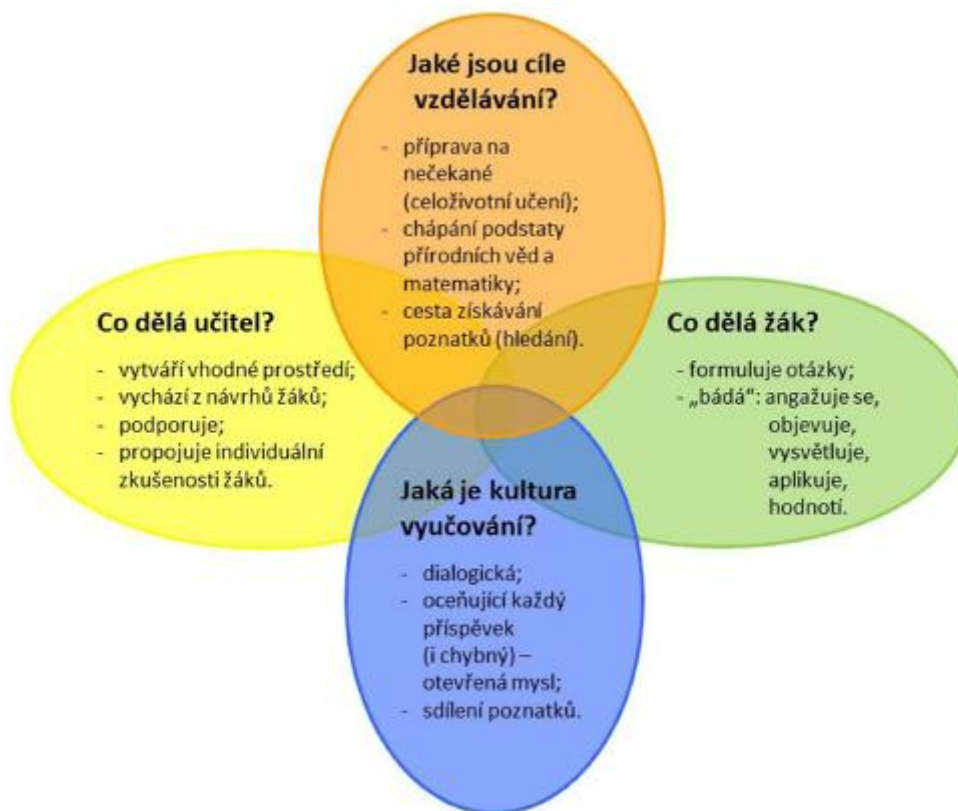 Jaké jsou cíle
vzdělávání?
- příprava na
nečekané
(celoživotní učení);
- chápání podstaty
přírodních věd a
matematiky;
- cesta získávání
poznatků (hledání).
Co dělá učitel?
- vytváří vhodné prostředí;
- vychází z návrhů žáků;
- podporuje;
- propojuje individuální
zkušenosti žáků.
Co dělá žák?
- formuluje otázky;
- „bádá“: angažuje se,
objevuje,
vysvětluje,
aplikuje,
hodnotí.
Jaká je kultura
vyučování?
- dialogická;
- oceňující každý
příspěvek
(i chybný) –
otevřená mysl;
- sdílení poznatků.